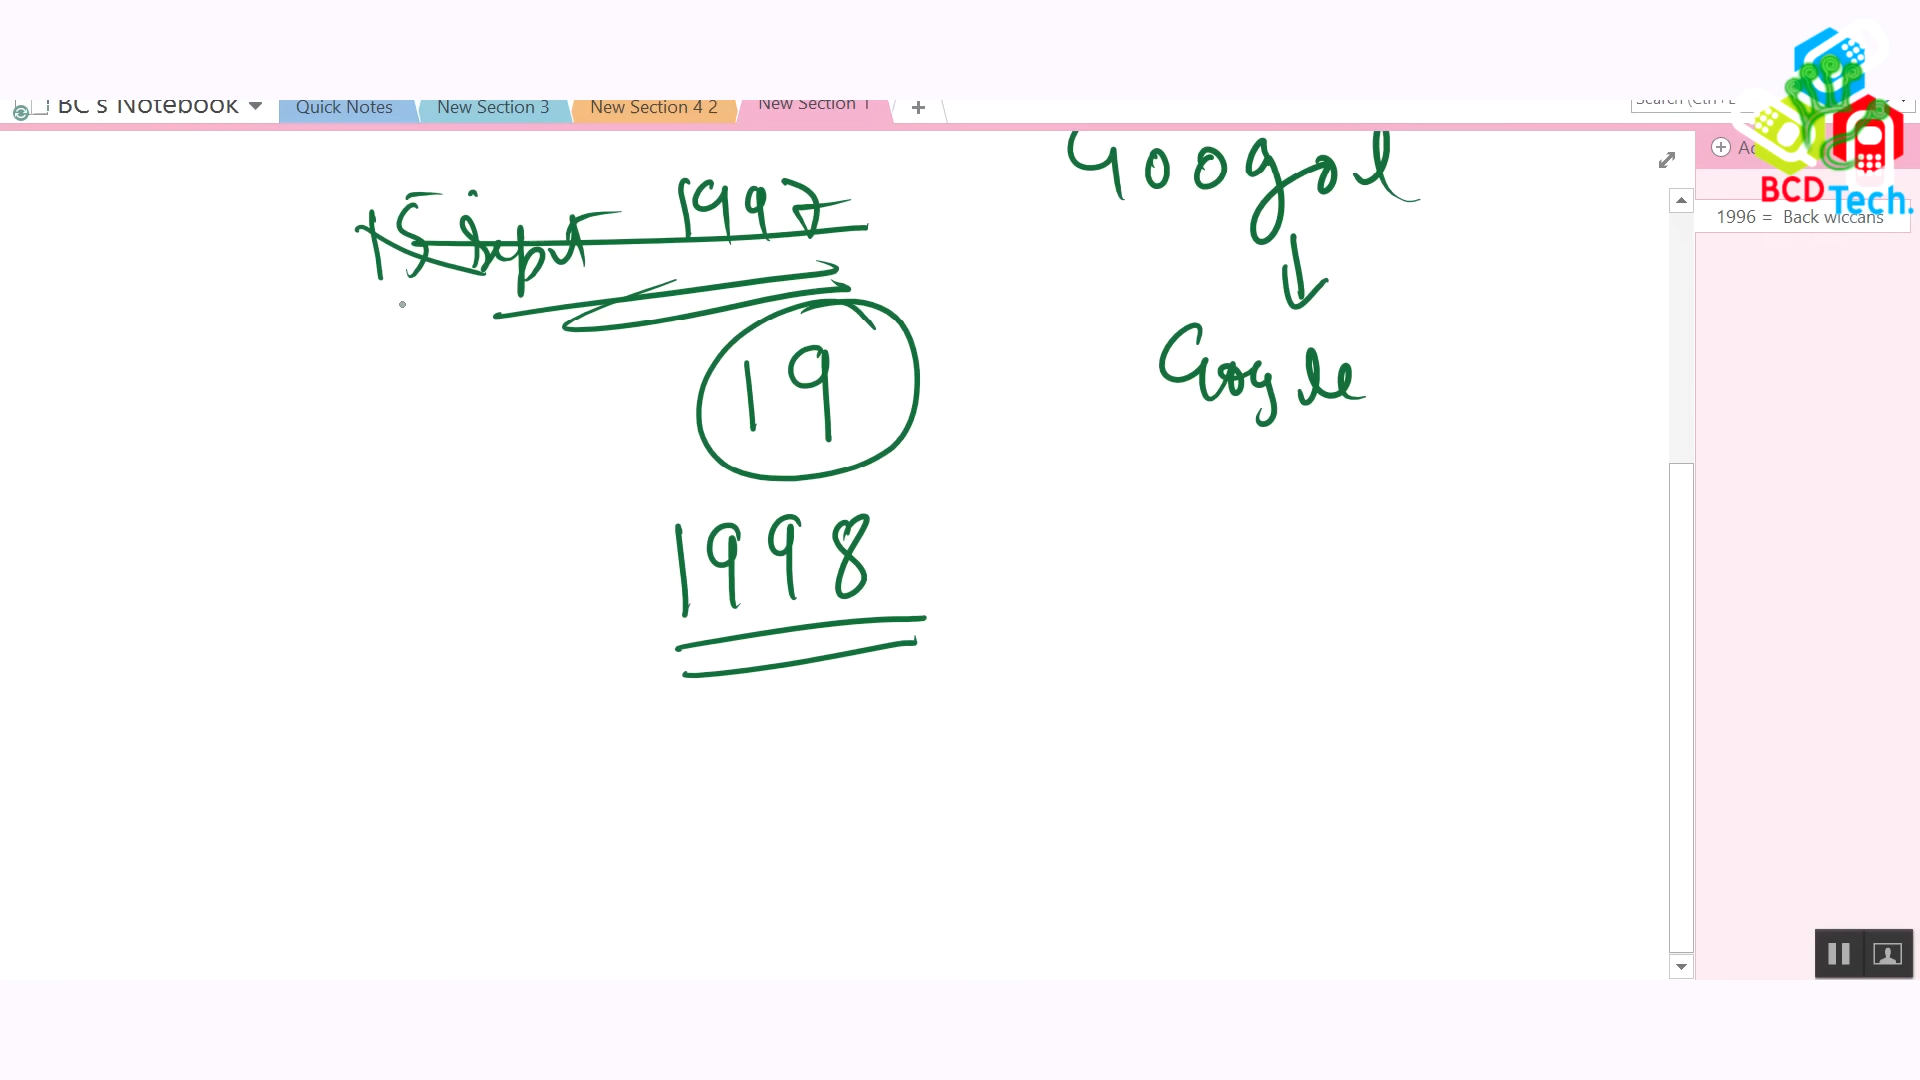 BC's Notebook
Quick Notes
New Section 3
New Section 4 2
New Section 1
+
BCD Tech.
1996 = Back wiccans
15 1997
Googol
Google
19
1998